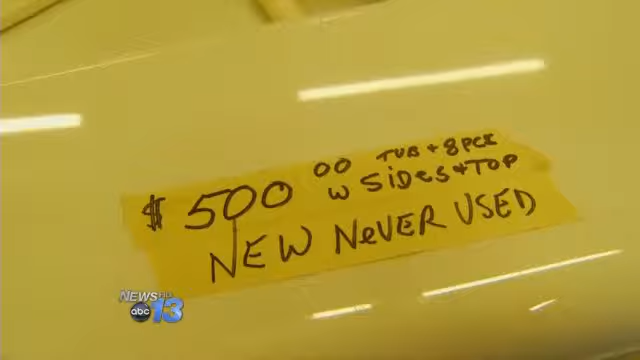 $ 500 00 TUB + 8 PCE
W SIDES + TOP
NEW NEVER USED
NEWS
abc 13